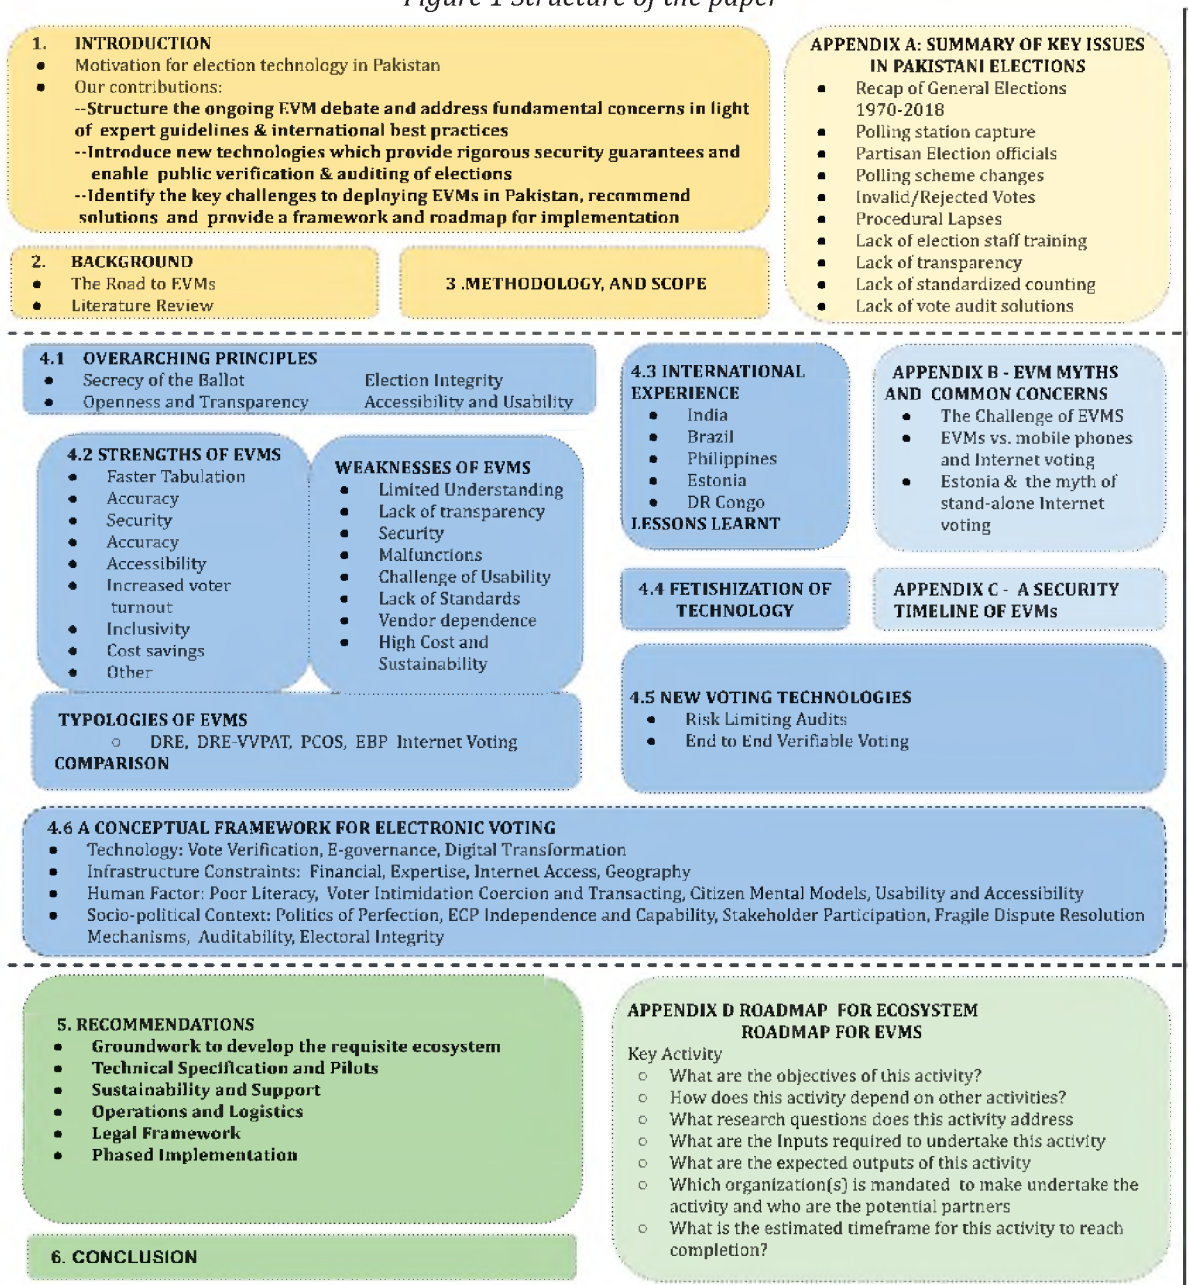 Figure 1 Structure of the paper
1. INTRODUCTION
● Motivation for election technology in Pakistan
● Our contributions:
--Structure the ongoing EVM debate and address fundamental concerns in light
of expert guidelines & international best practices
--Introduce new technologies which provide rigorous security guarantees and
enable public verification & auditing of elections
--Identify the key challenges to deploying EVMs in Pakistan, recommend
solutions and provide a framework and roadmap for implementation
2. BACKGROUND
● The Road to EVMs
● Literature Review
3 .METHODOLOGY, AND SCOPE
APPENDIX A: SUMMARY OF KEY ISSUES
IN PAKISTANI ELECTIONS
● Recap of General Elections
1970-2018
● Polling station capture
● Partisan Election officials
● Polling scheme changes
● Invalid/Rejected Votes
● Procedural Lapses
● Lack of election staff training
● Lack of transparency
● Lack of standardized counting
● Lack of vote audit solutions
4.1 OVERARCHING PRINCIPLES
● Secrecy of the Ballot Election Integrity
● Openness and Transparency Accessibility and Usability
4.2 STRENGTHS OF EVMS
● Faster Tabulation
● Accuracy
● Security
● Accuracy
● Accessibility
● Increased voter
turnout
● Inclusivity
● Cost savings
● Other
WEAKNESSES OF EVMS
● Limited Understanding
● Lack of transparency
● Security
● Malfunctions
● Challenge of Usability
● Lack of Standards
● Vendor dependence
● High Cost and
Sustainability
TYPOLOGIES OF EVMS
○ DRE, DRE-VVPAT, PCOS, EBP Internet Voting
COMPARISON
4.3 INTERNATIONAL
EXPERIENCE
● India
● Brazil
● Philippines
● Estonia
● DR Congo
LESSONS LEARNT
APPENDIX B - EVM MYTHS
AND COMMON CONCERNS
● The Challenge of EVMS
● EVMs vs. mobile phones
and Internet voting
● Estonia & the myth of
stand-alone Internet
voting
4.4 FETISHIZATION OF
TECHNOLOGY
APPENDIX C - A SECURITY
TIMELINE OF EVMs
4.5 NEW VOTING TECHNOLOGIES
● Risk Limiting Audits
● End to End Verifiable Voting
4.6 A CONCEPTUAL FRAMEWORK FOR ELECTRONIC VOTING
● Technology: Vote Verification, E-governance, Digital Transformation
● Infrastructure Constraints: Financial, Expertise, Internet Access, Geography
● Human Factor: Poor Literacy, Voter Intimidation Coercion and Transacting, Citizen Mental Models, Usability and Accessibility
● Socio-political Context: Politics of Perfection, ECP Independence and Capability, Stakeholder Participation, Fragile Dispute Resolution
Mechanisms, Auditability, Electoral Integrity
5. RECOMMENDATIONS
● Groundwork to develop the requisite ecosystem
● Technical Specification and Pilots
● Sustainability and Support
● Operations and Logistics
● Legal Framework
● Phased Implementation
6. CONCLUSION
APPENDIX D ROADMAP FOR ECOSYSTEM
ROADMAP FOR EVMS
Key Activity
○ What are the objectives of this activity?
○ How does this activity depend on other activities?
○ What research questions does this activity address
○ What are the Inputs required to undertake this activity
○ What are the expected outputs of this activity
○ Which organization(s) is mandated to make undertake the
activity and who are the potential partners
○ What is the estimated timeframe for this activity to reach
completion?